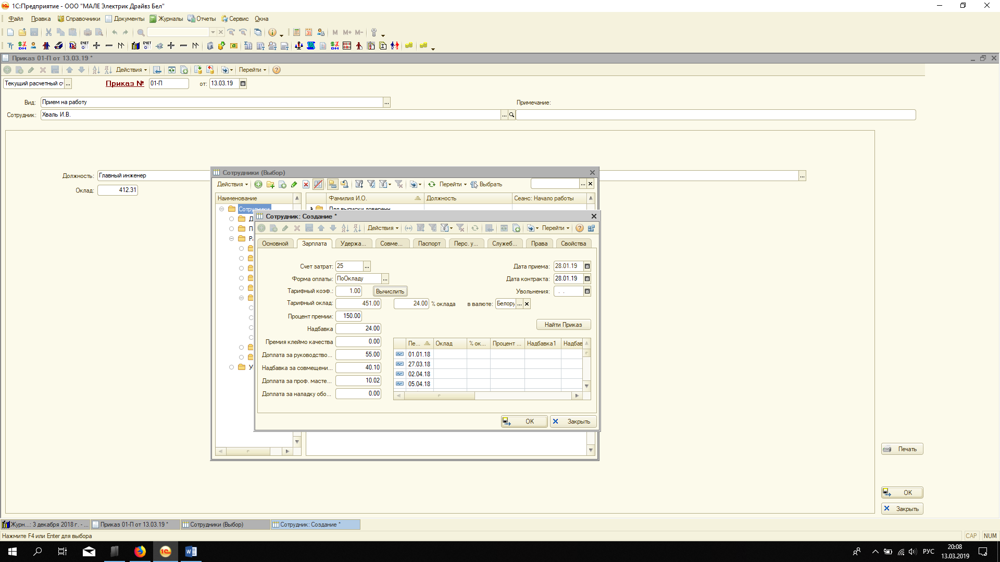 1С:Предприятие - ООО "МАЛЕ Электрик Драйвз Бел"
Файл Правка Справочники Документы Журналы Отчеты Сервис Окна
M M+ M-
Приказ 01-П от 13.03.19 *
Действия Перейти
Текущий расчетный сч ... Приказ № 01-П от: 13.03.19
Вид: Прием на работу ... Примечание:
Сотрудник: Хваль И.В. ...
Должность: Главный инженер ...
Оклад: 412.31
Сотрудники (Выбор)
Действия Перейти Выбрать ...
Наименование Фамилия И.О. Должность Сеанс: Начало работы
Сотрудники Для выписки доверенн
Сотрудник: Создание *
Действия Перейти
Основной Зарплата Удержа... Совме... Паспорт Перс. у... Служеб... Права Свойства
Счет затрат: 25 ... Дата приема: 28.01.19
Форма оплаты: ПоОкладу ... Дата контракта: 28.01.19
Тарифный коэф.: 1.00 Вычислить Увольнения: . .
Тарифный оклад: 451.00 24.00 % оклада в валюте: Белору ...
Процент премии: 150.00
Надбавка 24.00 Найти Приказ
Премия клеймо качества 0.00
Доплата за руководство... 55.00
Надбавка за совмещени... 40.10
Доплата за проф. масте... 10.02
Доплата за наладку обо... 0.00
Пе... Оклад % ок... Процент ... Надбавка1 Надбав
01.01.18
27.03.18
02.04.18
05.04.18
OK Закрыть
Печать
OK
Закрыть
Журн...: 3 декабря 2018 г. - ... Приказ 01-П от 13.03.19 * Сотрудники (Выбор) Сотрудник: Создание *
Нажмите F4 или Enter для выбора CAP NUM
РУС 20:08
13.03.2019